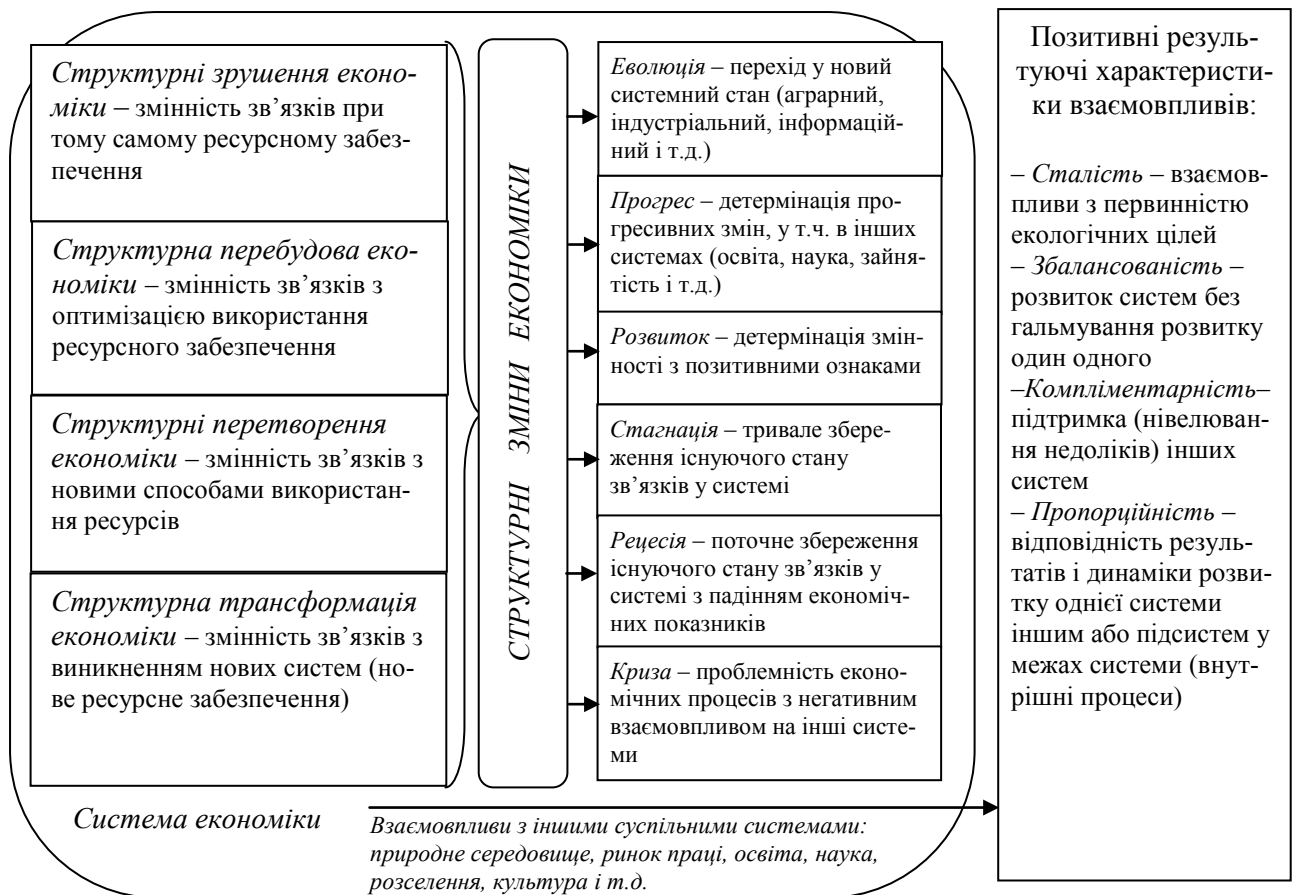 Структурні зрушення еконо-
міки – змінність зв’язків при
тому самому ресурсному забез-
печення
Структурна перебудова еко-
номіки – змінність зв’язків з
оптимізацією використання
ресурсного забезпечення
Структурні перетворення
економіки – змінність зв’язків з
новими способами використан-
ня ресурсів
Структурна трансформація
економіки – змінність зв’язків з
виникненням нових систем (но-
ве ресурсне забезпечення)
СТРУКТУРНІ ЗМІНИ ЕКОНОМІКИ
Еволюція – перехід у новий
системний стан (аграрний,
індустріальний, інформацій-
ний і т.д.)
Прогрес – детермінація про-
гресивних змін, у т.ч. в інших
системах (освіта, наука, зайня-
тість і т.д.)
Розвиток – детермінація змін-
ності з позитивними ознаками
Стагнація – тривале збере-
ження існуючого стану
зв’язків у системі
Рецесія – поточне збереження
існуючого стану зв’язків у
системі з падінням економіч-
них показників
Криза – проблемність еконо-
мічних процесів з негативним
взаємовпливом на інші систе-
ми
Система економіки
Взаємовпливи з іншими суспільними системами:
природне середовище, ринок праці, освіта, наука,
розселення, культура і т.д.
Позитивні резуль-
туючі характеристи-
ки взаємовпливів:
– Сталість – взаємов-
пливи з первинністю
екологічних цілей
– Збалансованість –
розвиток систем без
гальмування розвитку
один одного
–Компліментарність–
підтримка (нівелюван-
ня недоліків) інших
систем
– Пропорційність –
відповідність резуль-
татів і динаміки розви-
тку однієї системи
іншим або підсистем у
межах системи (внут-
рішні процеси)